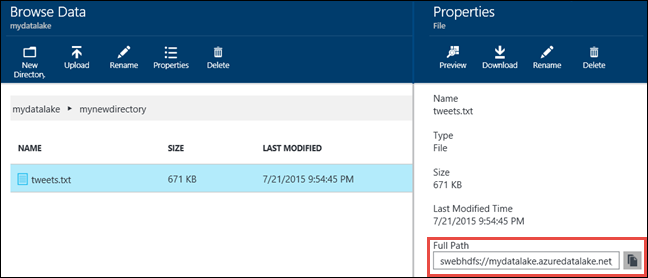 Browse Data
mydatalake
New Directory
Upload
Rename
Properties
Delete
mydatalake ▸ mynewdirectory
NAME SIZE LAST MODIFIED
tweets.txt 671 KB 7/21/2015 9:54:45 PM
Properties
File
Preview
Download
Rename
Delete
Name
tweets.txt
Type
File
Size
671 KB
Last Modified Time
7/21/2015 9:54:45 PM
Full Path
swebhdfs://mydatalake.azuredatalake.net